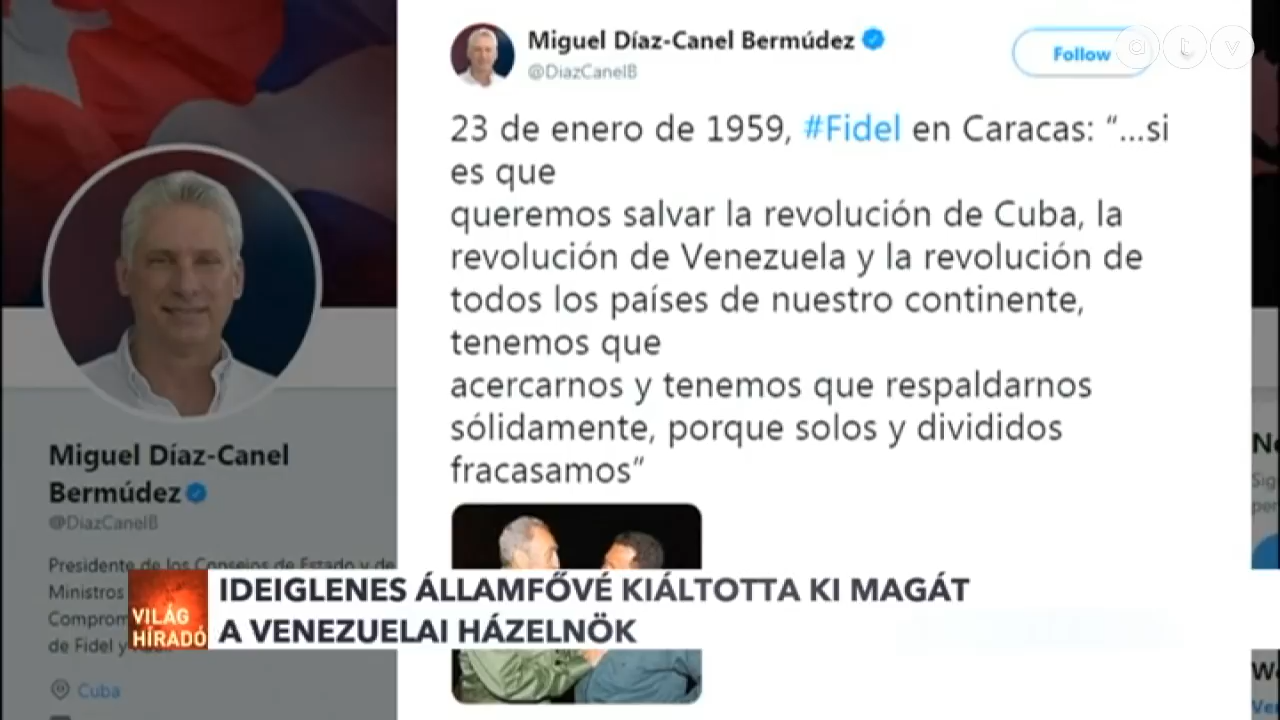 Miguel Díaz-Canel Bermúdez
@DiazCanelB
Follow
a t v
23 de enero de 1959, #Fidel en Caracas: “...si
es que
queremos salvar la revolución de Cuba, la
revolución de Venezuela y la revolución de
todos los países de nuestro continente,
tenemos que
acercarnos y tenemos que respaldarnos
sólidamente, porque solos y divididos
fracasamos”
Miguel Díaz-Canel
Bermúdez
@DiazCanelB
Presidente de los Consejos de Estado y de
Ministros
de Fidel y
Cuba
VILÁG
HÍRADÓ
IDEIGLENES ÁLLAMFŐVÉ KIÁLTOTTA KI MAGÁT
A VENEZUELAI HÁZELNÖK